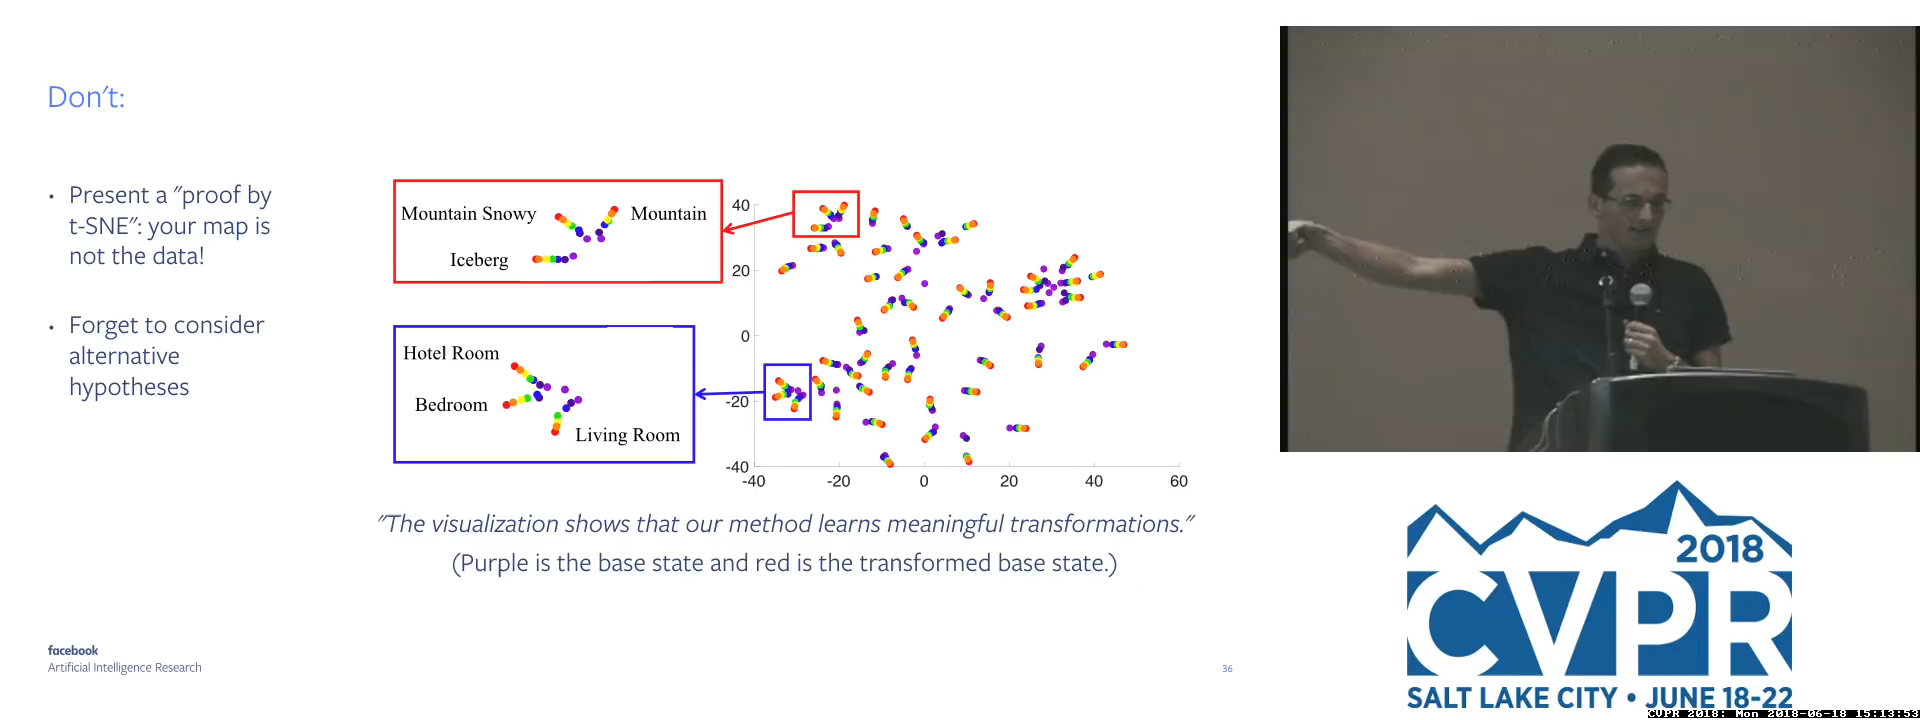 Don't:
• Present a "proof by
t-SNE": your map is
not the data!
• Forget to consider
alternative
hypotheses
Mountain Snowy
Mountain
Iceberg
Hotel Room
Bedroom
Living Room
40
20
0
-20
-40
-40
-20
0
20
40
60
"The visualization shows that our method learns meaningful transformations."
(Purple is the base state and red is the transformed base state.)
facebook
Artificial Intelligence Research
36
2018
CVPR
SALT LAKE CITY • JUNE 18-22
CVPR 2018: Mon 2018-06-18 15:13:53